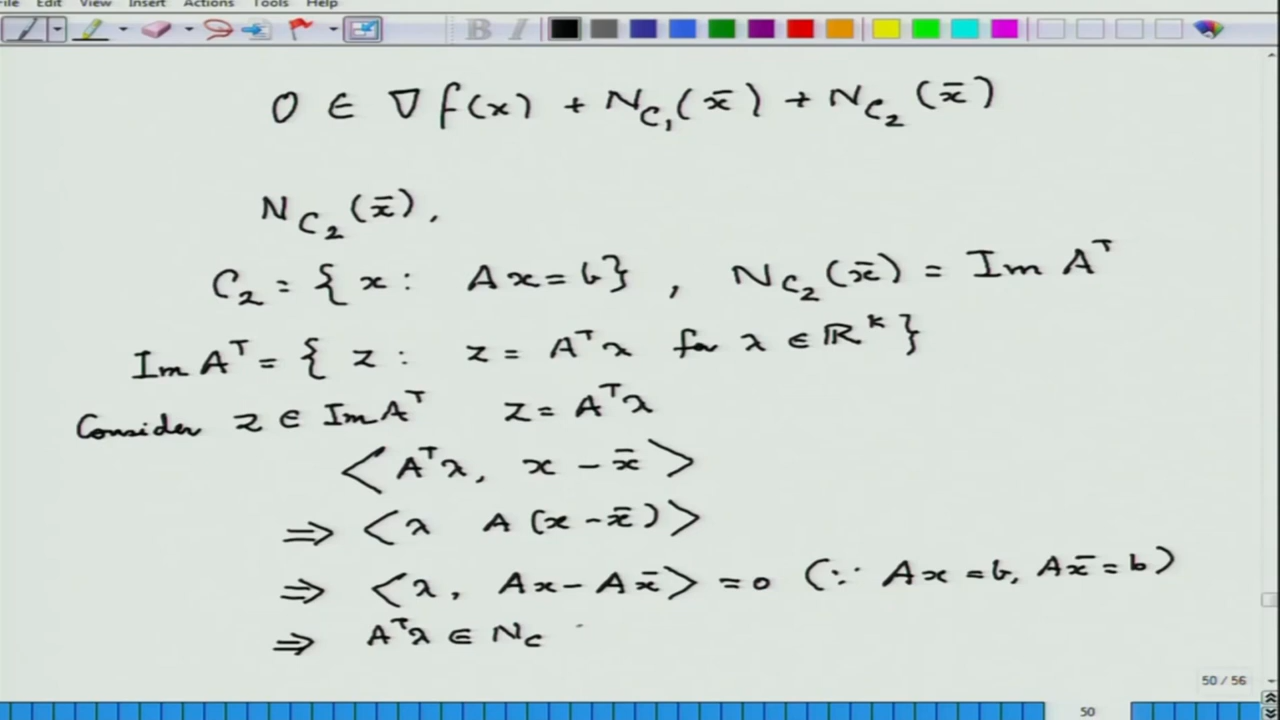 File Edit View Insert Actions Tools Help
B I
0 ∈ ∇ f(x) + N_{C_1}(x̄) + N_{C_2}(x̄)
N_{C_2}(x̄),
C_2 = { x : Ax = b } , N_{C_2}(x̄) = Im A^T
Im A^T = { z : z = A^T λ for λ ∈ ℝ^k }
Consider z ∈ Im A^T z = A^T λ
< A^T λ, x - x̄ >
⇒ < λ A (x - x̄) >
⇒ < λ, Ax - Ax̄ > = 0 (∵ Ax = b, Ax̄ = b)
⇒ A^T λ ∈ N_C
50 / 56
50